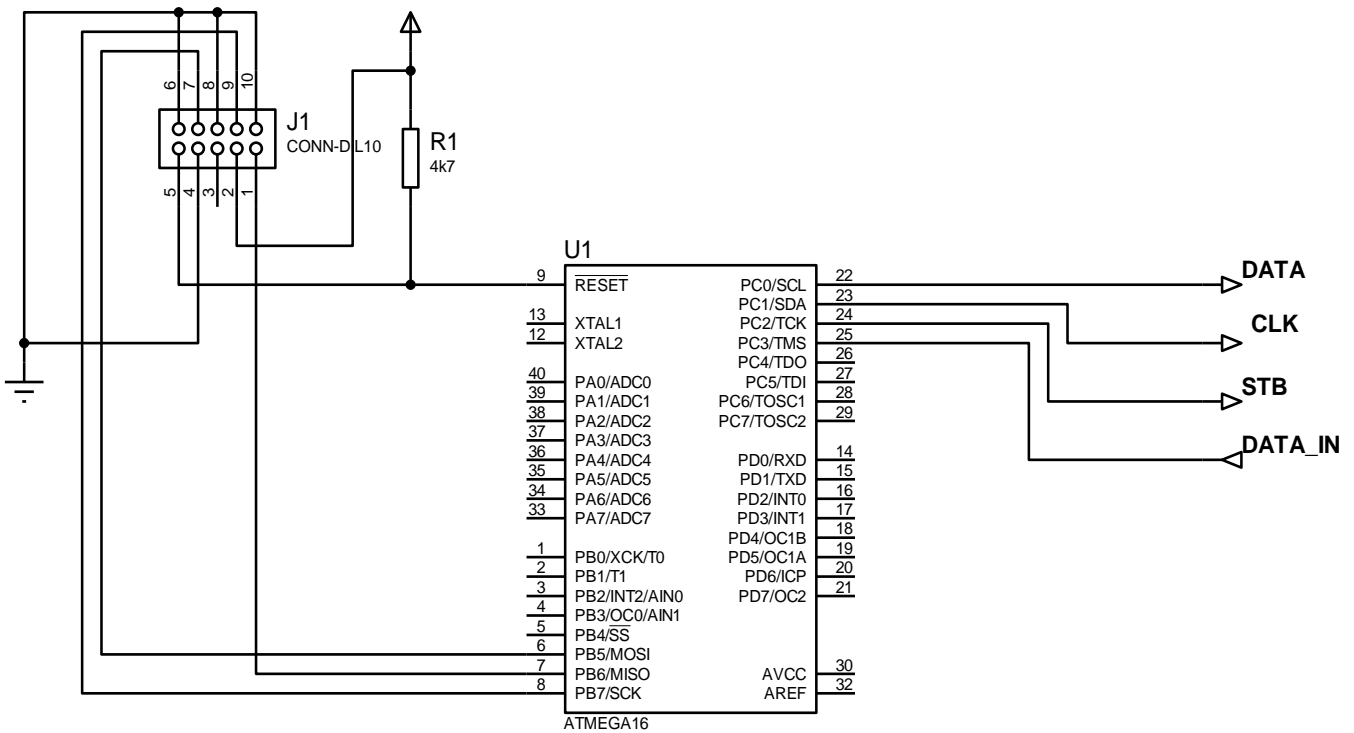 6 7 8 9 10
J1
CONN-DIL10
5 4 3 2 1
R1
4k7
U1
9 RESET
13 XTAL1
12 XTAL2
40 PA0/ADC0
39 PA1/ADC1
38 PA2/ADC2
37 PA3/ADC3
36 PA4/ADC4
35 PA5/ADC5
34 PA6/ADC6
33 PA7/ADC7
1 PB0/XCK/T0
2 PB1/T1
3 PB2/INT2/AIN0
4 PB3/OC0/AIN1
5 PB4/SS
6 PB5/MOSI
7 PB6/MISO
8 PB7/SCK
PC0/SCL 22
PC1/SDA 23
PC2/TCK 24
PC3/TMS 25
PC4/TDO 26
PC5/TDI 27
PC6/TOSC1 28
PC7/TOSC2 29
PD0/RXD 14
PD1/TXD 15
PD2/INT0 16
PD3/INT1 17
PD4/OC1B 18
PD5/OC1A 19
PD6/ICP 20
PD7/OC2 21
AVCC 30
AREF 32
ATMEGA16
DATA
CLK
STB
DATA_IN